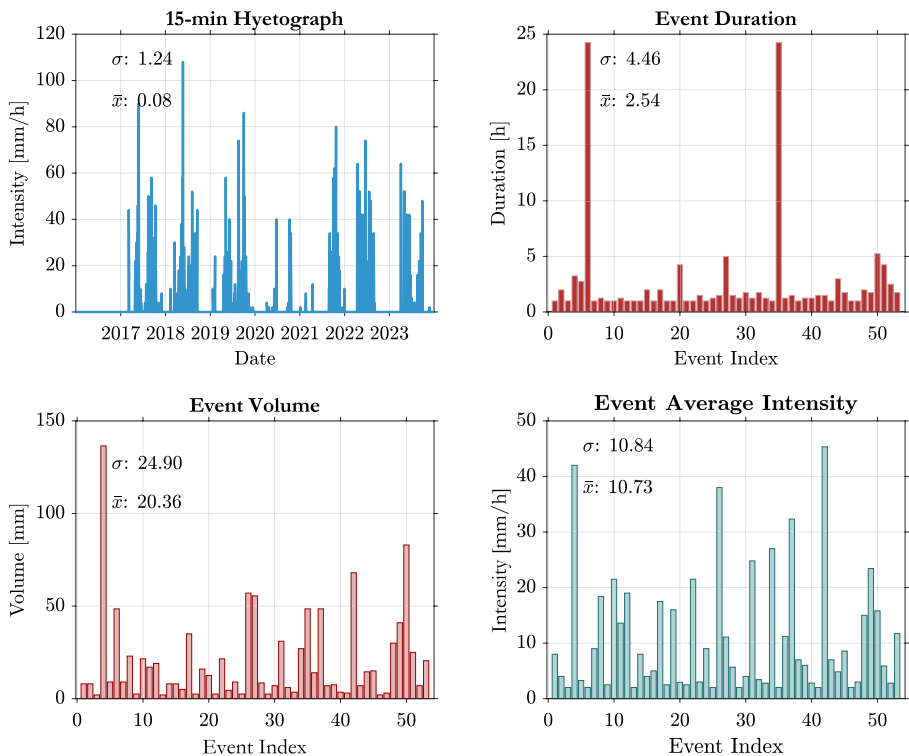 15-min Hyetograph
120
100
80
60
40
20
0
Intensity [mm/h]
σ: 1.24
x̄: 0.08
2017 2018 2019 2020 2021 2022 2023
Date
Event Duration
25
20
15
10
5
0
Duration [h]
σ: 4.46
x̄: 2.54
0 10 20 30 40 50
Event Index
Event Volume
150
100
50
0
Volume [mm]
σ: 24.90
x̄: 20.36
0 10 20 30 40 50
Event Index
Event Average Intensity
50
40
30
20
10
0
Intensity [mm/h]
σ: 10.84
x̄: 10.73
0 10 20 30 40 50
Event Index